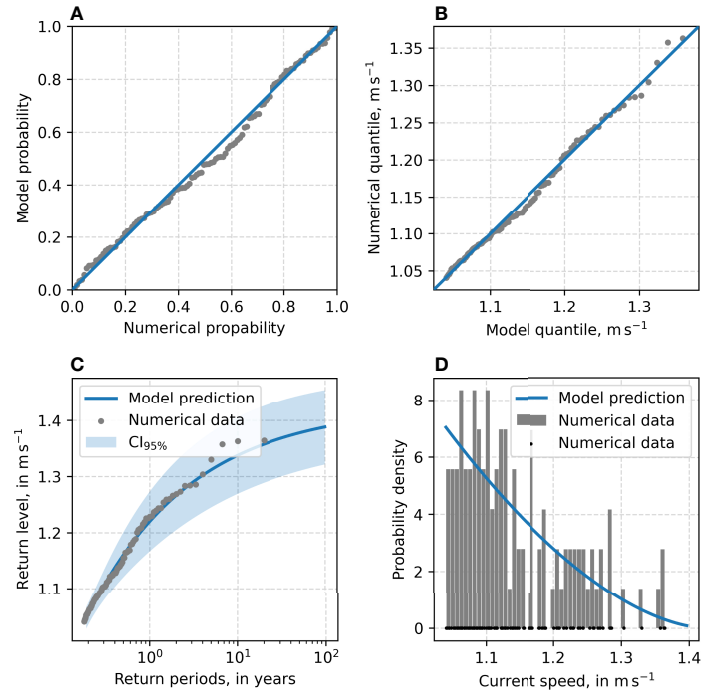 A
B
1.0
0.8
0.6
0.4
0.2
0.0
Model probability
0.0
0.2
0.4
0.6
0.8
1.0
Numerical propability
1.35
1.30
1.25
1.20
1.15
1.10
1.05
Numerical quantile, m s⁻¹
1.1
1.2
1.3
Model quantile, m s⁻¹
C
D
1.4
1.3
1.2
1.1
Return level, in m s⁻¹
Model prediction
Numerical data
CI95%
10⁰
10¹
10²
Return periods, in years
8
6
4
2
0
Probability density
Model prediction
Numerical data
Numerical data
1.1
1.2
1.3
1.4
Current speed, in m s⁻¹